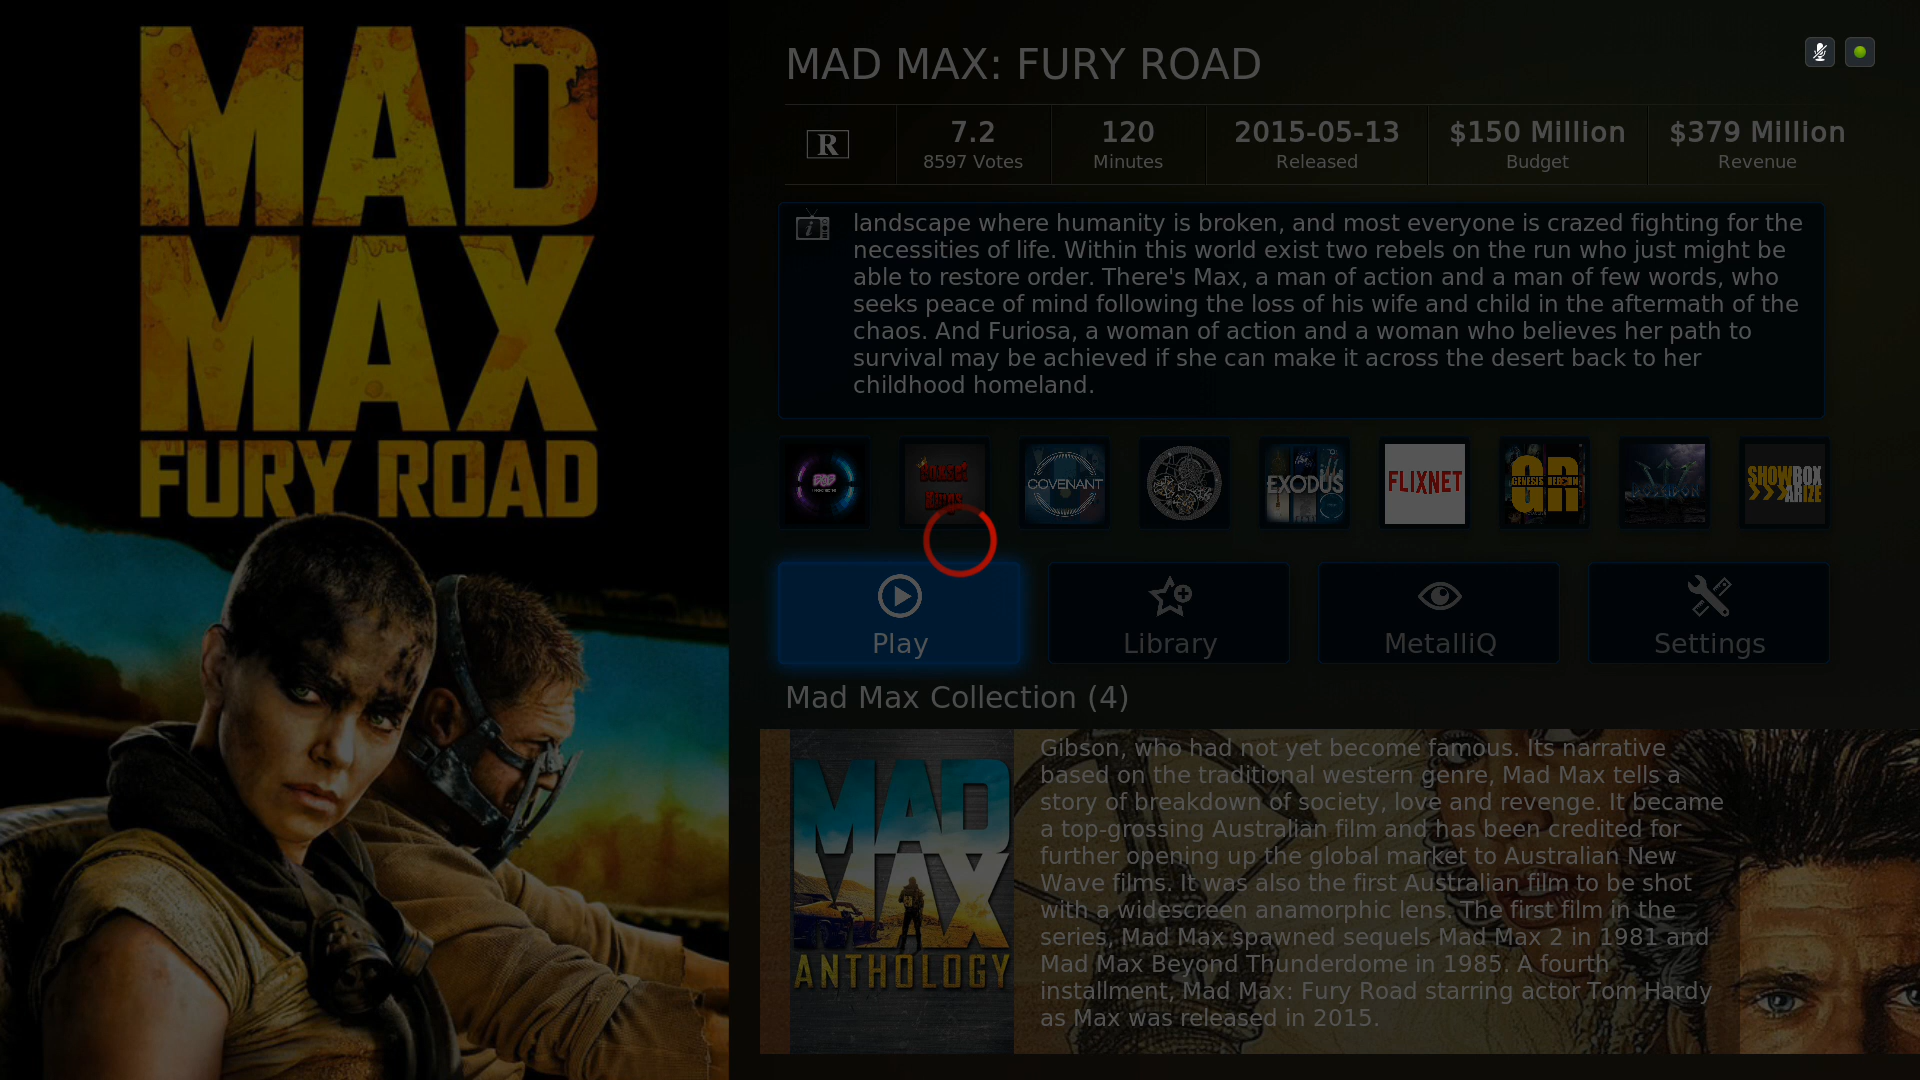 MAD
MAX
FURY ROAD
MAD MAX: FURY ROAD
R
7.2
8597 Votes
120
Minutes
2015-05-13
Released
$150 Million
Budget
$379 Million
Revenue
landscape where humanity is broken, and most everyone is crazed fighting for the
necessities of life. Within this world exist two rebels on the run who just might be
able to restore order. There's Max, a man of action and a man of few words, who
seeks peace of mind following the loss of his wife and child in the aftermath of the
chaos. And Furiosa, a woman of action and a woman who believes her path to
survival may be achieved if she can make it across the desert back to her
childhood homeland.
COVENANT
EXODUS
FLIXNET
GR
POSEIDON
SHOWBOX
ARIZE
Play
Library
MetalliQ
Settings
Mad Max Collection (4)
MAD
MAX
ANTHOLOGY
Gibson, who had not yet become famous. Its narrative
based on the traditional western genre, Mad Max tells a
story of breakdown of society, love and revenge. It became
a top-grossing Australian film and has been credited for
further opening up the global market to Australian New
Wave films. It was also the first Australian film to be shot
with a widescreen anamorphic lens. The first film in the
series, Mad Max spawned sequels Mad Max 2 in 1981 and
Mad Max Beyond Thunderdome in 1985. A fourth
installment, Mad Max: Fury Road starring actor Tom Hardy
as Max was released in 2015.